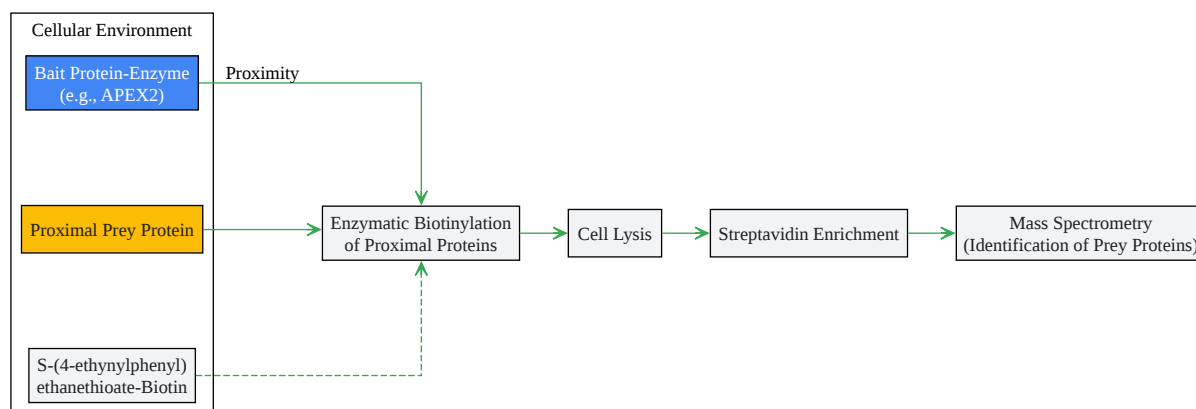 Cellular Environment
Bait Protein-Enzyme
(e.g., APEX2)
Proximity
Proximal Prey Protein
Enzymatic Biotinylation
of Proximal Proteins
Cell Lysis
Streptavidin Enrichment
Mass Spectrometry
(Identification of Prey Proteins)
S-(4-ethynylphenyl)
ethanethioate-Biotin